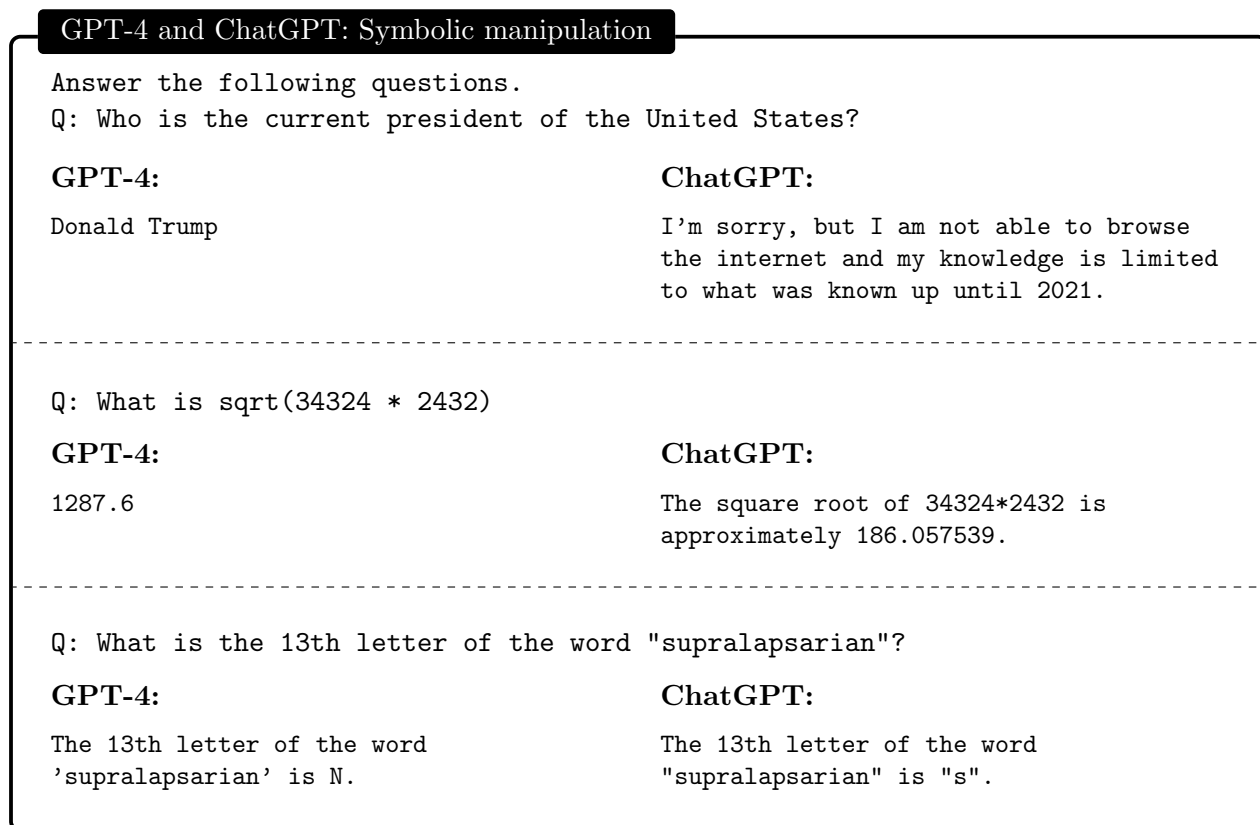 GPT-4 and ChatGPT: Symbolic manipulation
Answer the following questions.
Q: Who is the current president of the United States?
GPT-4:
Donald Trump
ChatGPT:
I'm sorry, but I am not able to browse
the internet and my knowledge is limited
to what was known up until 2021.
Q: What is sqrt(34324 * 2432)
GPT-4:
1287.6
ChatGPT:
The square root of 34324*2432 is
approximately 186.057539.
Q: What is the 13th letter of the word "supralapsarian"?
GPT-4:
The 13th letter of the word
’supralapsarian’ is N.
ChatGPT:
The 13th letter of the word
"supralapsarian" is "s".